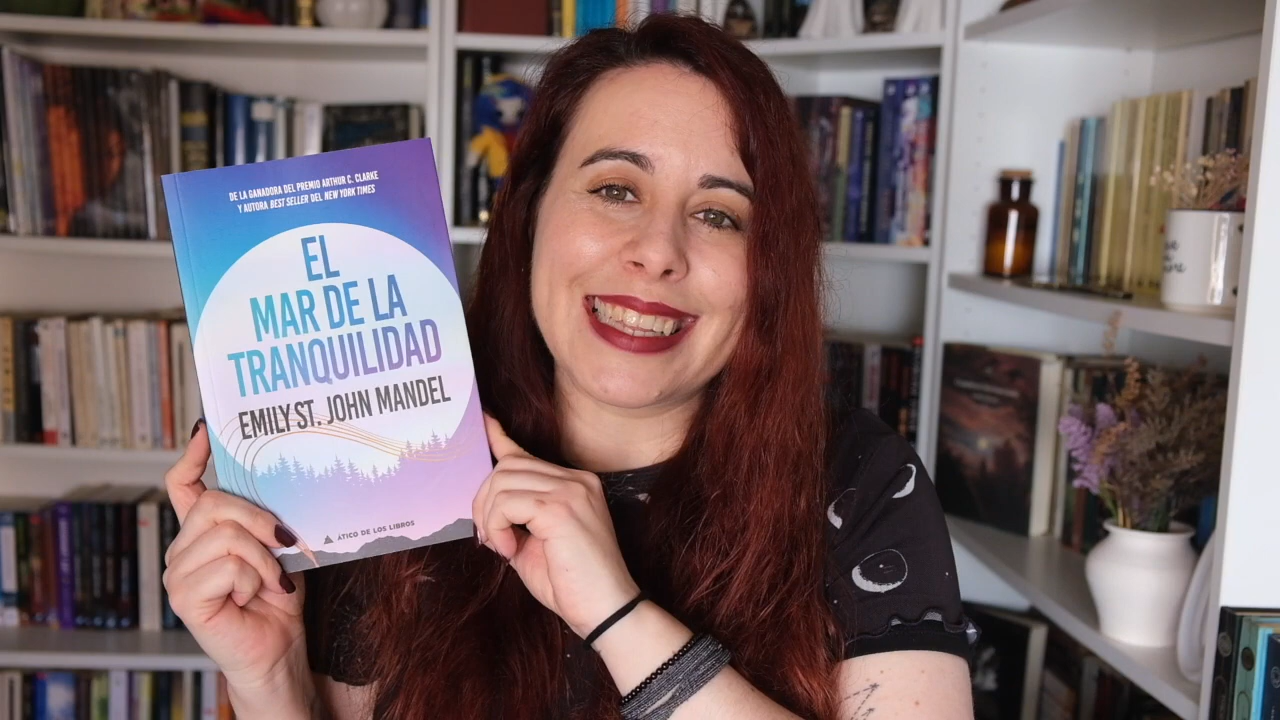 DE LA GANADORA DEL PREMIO ARTHUR C. CLARKE
Y AUTORA BEST SELLER DEL NEW YORK TIMES
EL
MAR DE LA
TRANQUILIDAD
EMILY ST. JOHN MANDEL
ÁTICO DE LOS LIBROS